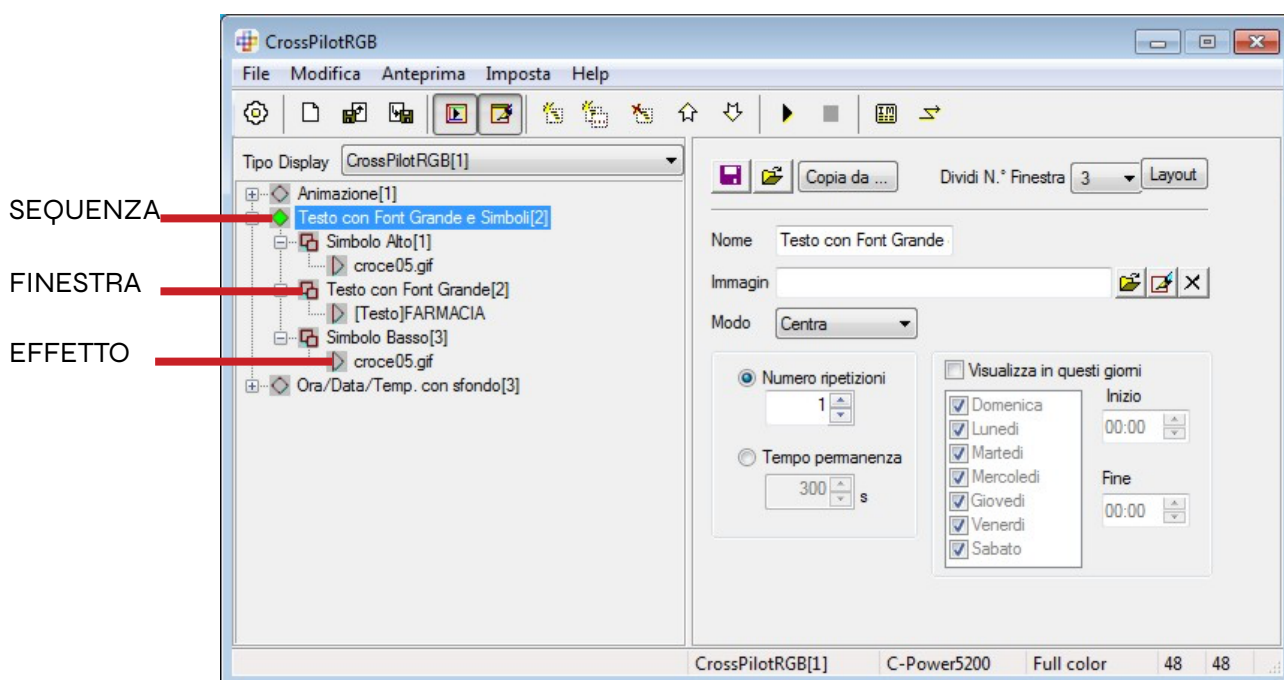 CrossPilotRGB
File Modifica Anteprima Imposta Help
Tipo Display CrossPilotRGB[1]
Animazione[1]
SEQUENZA
Testo con Font Grande e Simboli[2]
Simbolo Alto[1]
croce05.gif
FINESTRA
Testo con Font Grande[2]
[Testo]FARMACIA
Simbolo Basso[3]
EFFETTO
croce05.gif
Ora/Data/Temp. con sfondo[3]
Copia da ... Dividi N.° Finestra 3 Layout
Nome Testo con Font Grande
Immagin
Modo Centra
Numero ripetizioni
1
Tempo permanenza
300 s
Visualizza in questi giorni
Domenica
Lunedi
Martedi
Mercoledi
Giovedi
Venerdi
Sabato
Inizio
00:00
Fine
00:00
CrossPilotRGB[1] C-Power5200 Full color 48 48